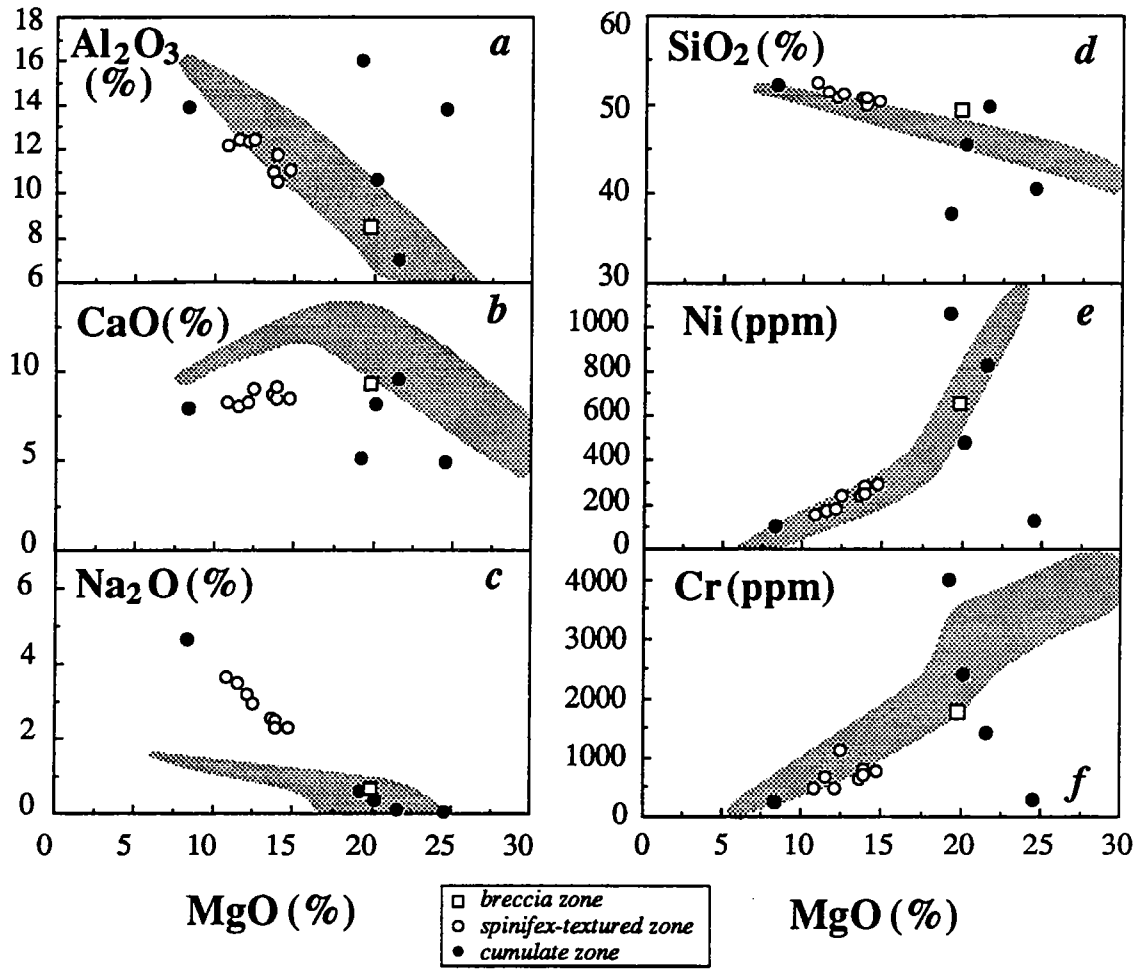 18
16
14
12
10
8
6
Al2O3
(%)
a
10
5
0
CaO (%)
b
6
4
2
0
Na2O (%)
c
0 5 10 15 20 25 30
MgO (%)
60
50
40
30
SiO2 (%)
d
1000
800
600
400
200
0
Ni (ppm)
e
4000
3000
2000
1000
0
Cr (ppm)
f
0 5 10 15 20 25 30
MgO (%)
breccia zone
spinifex-textured zone
cumulate zone